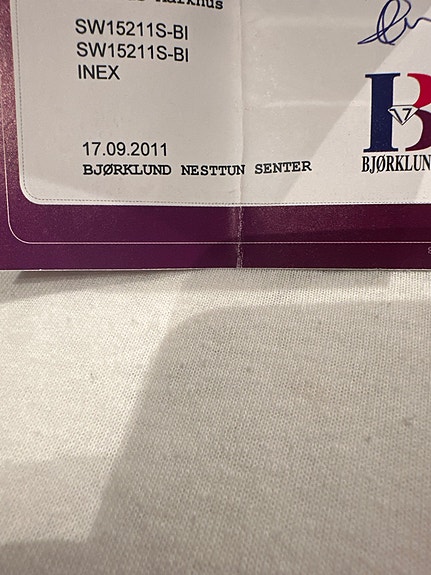 SW15211S-BI
SW15211S-BI
INEX
17.09.2011
BJØRKLUND NESTTUN SENTER
B
BJØRKLUN